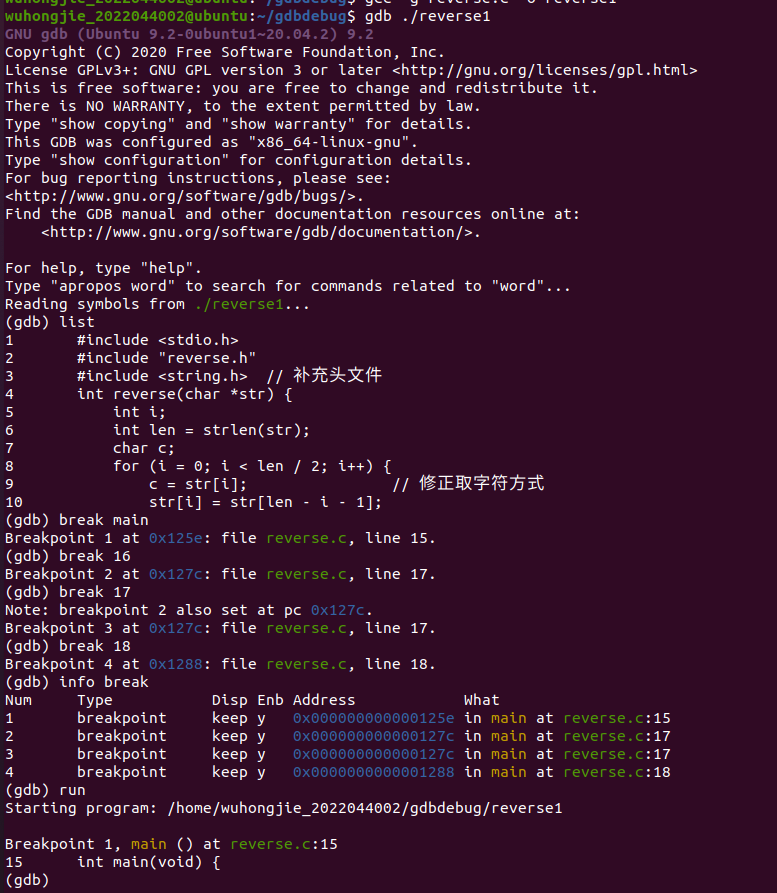 wuhongjie_2022044002@ubuntu:~/gdbdebug$ gcc -g reverse.c -o reverse1
wuhongjie_2022044002@ubuntu:~/gdbdebug$ gdb ./reverse1
GNU gdb (Ubuntu 9.2-0ubuntu1~20.04.2) 9.2
Copyright (C) 2020 Free Software Foundation, Inc.
License GPLv3+: GNU GPL version 3 or later <http://gnu.org/licenses/gpl.html>
This is free software: you are free to change and redistribute it.
There is NO WARRANTY, to the extent permitted by law.
Type "show copying" and "show warranty" for details.
This GDB was configured as "x86_64-linux-gnu".
Type "show configuration" for configuration details.
For bug reporting instructions, please see:
<http://www.gnu.org/software/gdb/bugs/>.
Find the GDB manual and other documentation resources online at:
    <http://www.gnu.org/software/gdb/documentation/>.
For help, type "help".
Type "apropos word" to search for commands related to "word"...
Reading symbols from ./reverse1...
(gdb) list
1       #include <stdio.h>
2       #include "reverse.h"
3       #include <string.h>  // 补充头文件
4       int reverse(char *str) {
5           int i;
6           int len = strlen(str);
7           char c;
8           for (i = 0; i < len / 2; i++) {
9               c = str[i];                // 修正取字符方式
10              str[i] = str[len - i - 1];
(gdb) break main
Breakpoint 1 at 0x125e: file reverse.c, line 15.
(gdb) break 16
Breakpoint 2 at 0x127c: file reverse.c, line 17.
(gdb) break 17
Note: breakpoint 2 also set at pc 0x127c.
Breakpoint 3 at 0x127c: file reverse.c, line 17.
(gdb) break 18
Breakpoint 4 at 0x1288: file reverse.c, line 18.
(gdb) info break
Num     Type           Disp Enb Address            What
1       breakpoint     keep y   0x000000000000125e in main at reverse.c:15
2       breakpoint     keep y   0x000000000000127c in main at reverse.c:17
3       breakpoint     keep y   0x000000000000127c in main at reverse.c:17
4       breakpoint     keep y   0x0000000000001288 in main at reverse.c:18
(gdb) run
Starting program: /home/wuhongjie_2022044002/gdbdebug/reverse1
Breakpoint 1, main () at reverse.c:15
15      int main(void) {
(gdb)